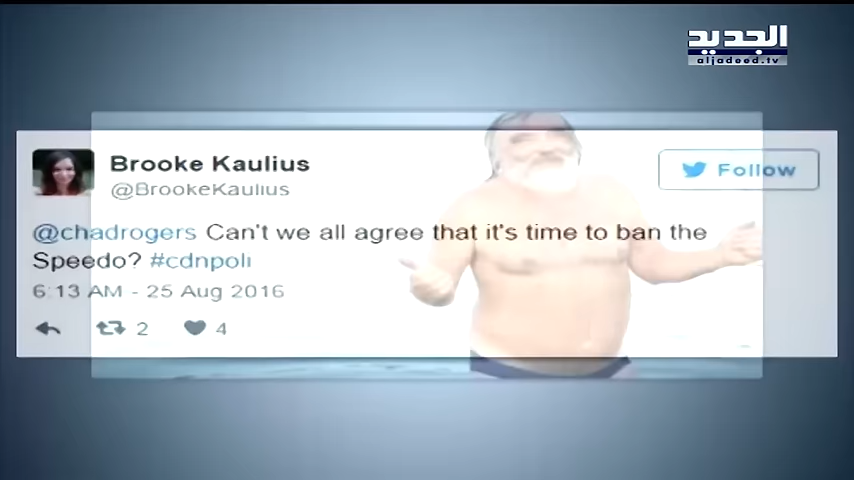 الجديد
aljadeed.tv
Brooke Kaulius
@BrookeKaulius
Follow
@chadrogers Can't we all agree that it's time to ban the
Speedo? #cdnpoli
6:13 AM - 25 Aug 2016
2 4